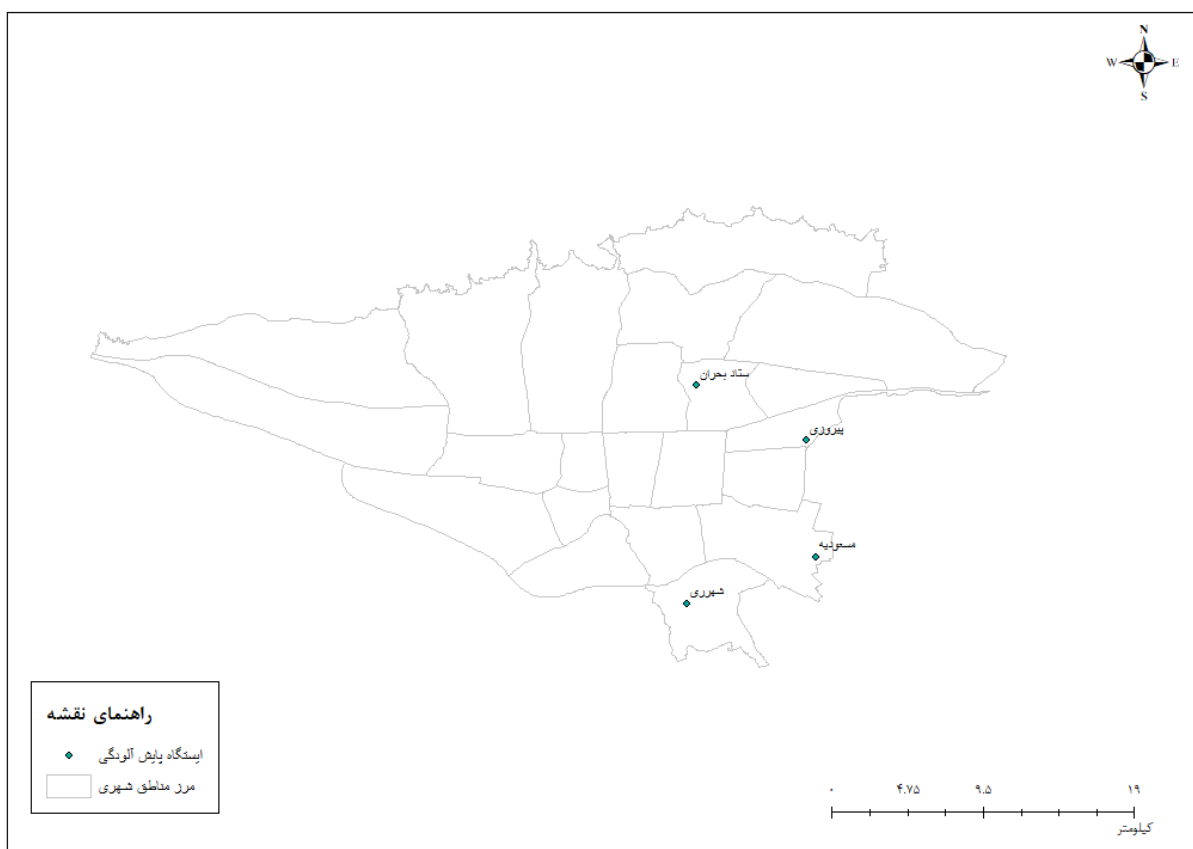 N
W E
S
ستاد بحران
پیروزی
مسعودیه
شهرری
راهنمای نقشه
ایستگاه پایش آلودگی
مرز مناطق شهری
۰ ۴.۷۵ ۹.۵ ۱۹
کیلومتر